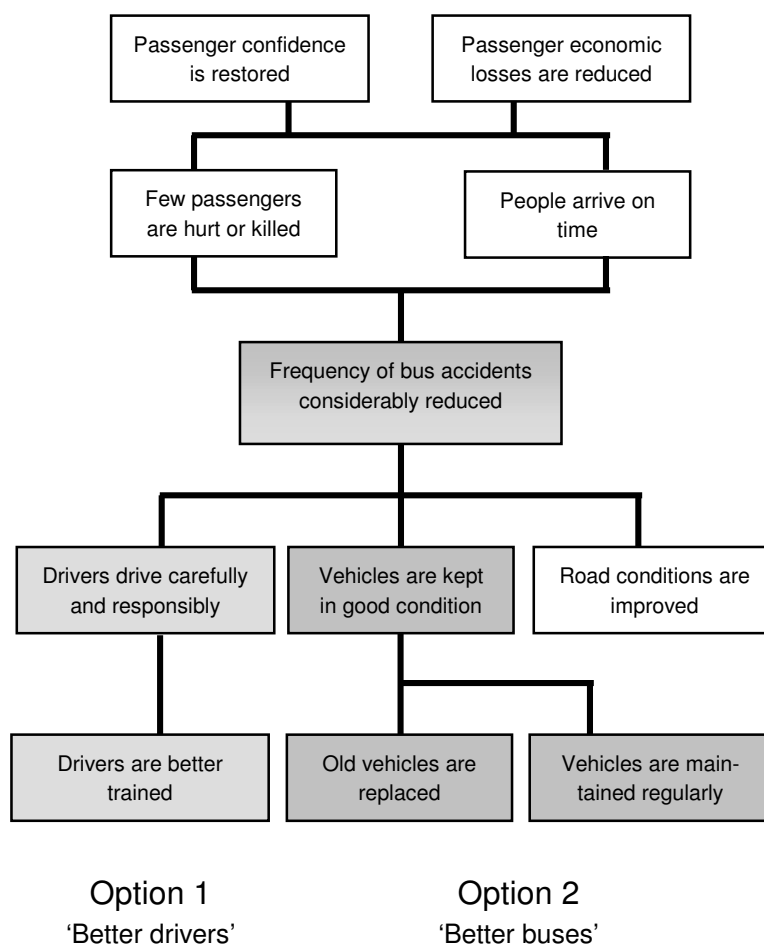 Passenger confidence
is restored
Passenger economic
losses are reduced
Few passengers
are hurt or killed
People arrive on
time
Frequency of bus accidents
considerably reduced
Drivers drive carefully
and responsibly
Vehicles are kept
in good condition
Road conditions are
improved
Drivers are better
trained
Old vehicles are
replaced
Vehicles are main-
tained regularly
Option 1
‘Better drivers’
Option 2
‘Better buses’